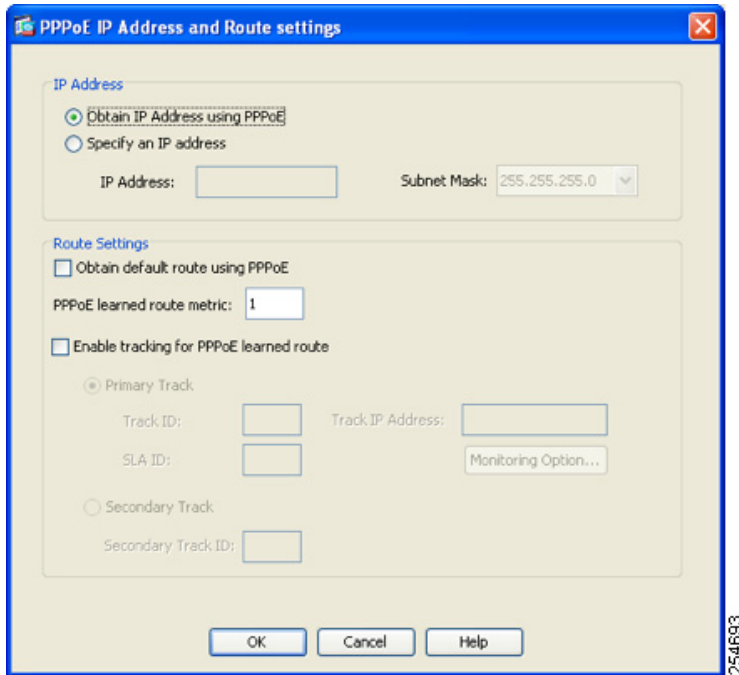 PPPoE IP Address and Route settings
IP Address
Obtain IP Address using PPPoE
Specify an IP address
IP Address: Subnet Mask: 255.255.255.0
Route Settings
Obtain default route using PPPoE
PPPoE learned route metric: 1
Enable tracking for PPPoE learned route
Primary Track
Track ID: Track IP Address:
SLA ID: Monitoring Option...
Secondary Track
Secondary Track ID:
OK Cancel Help
254693